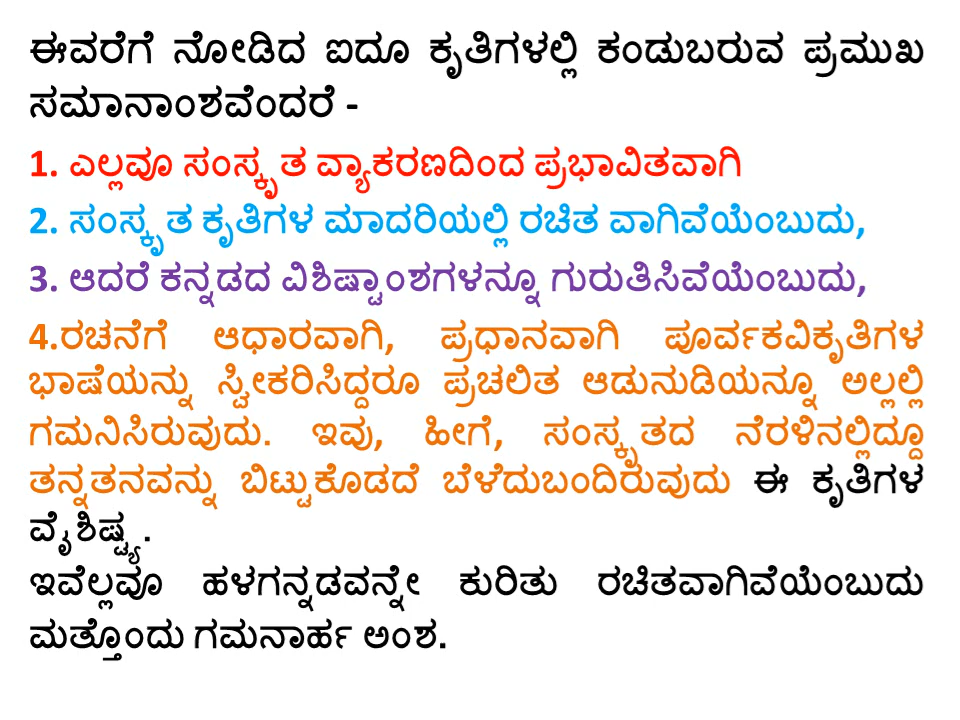 ಈವರೆಗೆ ನೋಡಿದ ಐದೂ ಕೃತಿಗಳಲ್ಲಿ ಕಂಡುಬರುವ ಪ್ರಮುಖ
ಸಮಾನಾಂಶವೆಂದರೆ -
1. ಎಲ್ಲವೂ ಸಂಸ್ಕೃತ ವ್ಯಾಕರಣದಿಂದ ಪ್ರಭಾವಿತವಾಗಿ
2. ಸಂಸ್ಕೃತ ಕೃತಿಗಳ ಮಾದರಿಯಲ್ಲಿ ರಚಿತ ವಾಗಿವೆಯೆಂಬುದು,
3. ಆದರೆ ಕನ್ನಡದ ವಿಶಿಷ್ಟಾಂಶಗಳನ್ನೂ ಗುರುತಿಸಿವೆಯೆಂಬುದು,
4.ರಚನೆಗೆ ಆಧಾರವಾಗಿ, ಪ್ರಧಾನವಾಗಿ ಪೂರ್ವಕವಿಕೃತಿಗಳ
ಭಾಷೆಯನ್ನು ಸ್ವೀಕರಿಸಿದ್ದರೂ ಪ್ರಚಲಿತ ಆಡುನುಡಿಯನ್ನೂ ಅಲ್ಲಲ್ಲಿ
ಗಮನಿಸಿರುವುದು. ಇವು, ಹೀಗೆ, ಸಂಸ್ಕೃತದ ನೆರಳಿನಲ್ಲಿದ್ದೂ
ತನ್ನತನವನ್ನು ಬಿಟ್ಟುಕೊಡದೆ ಬೆಳೆದುಬಂದಿರುವುದು ಈ ಕೃತಿಗಳ
ವೈಶಿಷ್ಟ್ಯ.
ಇವೆಲ್ಲವೂ ಹಳಗನ್ನಡವನ್ನೇ ಕುರಿತು ರಚಿತವಾಗಿವೆಯೆಂಬುದು
ಮತ್ತೊಂದು ಗಮನಾರ್ಹ ಅಂಶ.